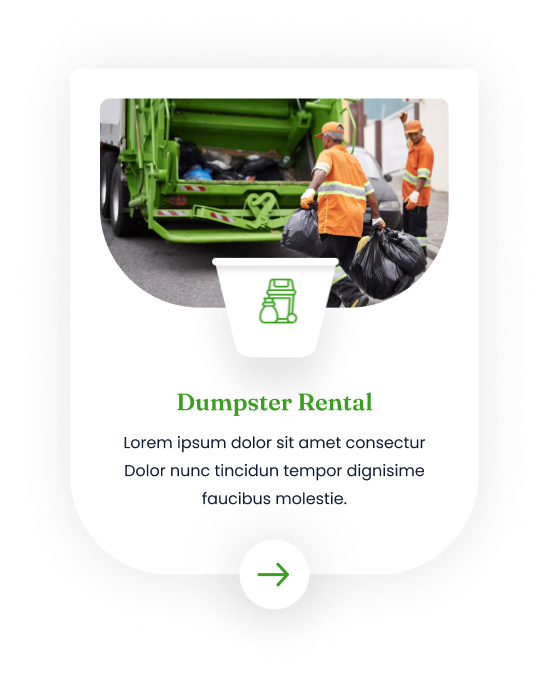 Dumpster Rental
Lorem ipsum dolor sit amet consectur
Dolor nunc tincidun tempor dignisime
faucibus molestie.